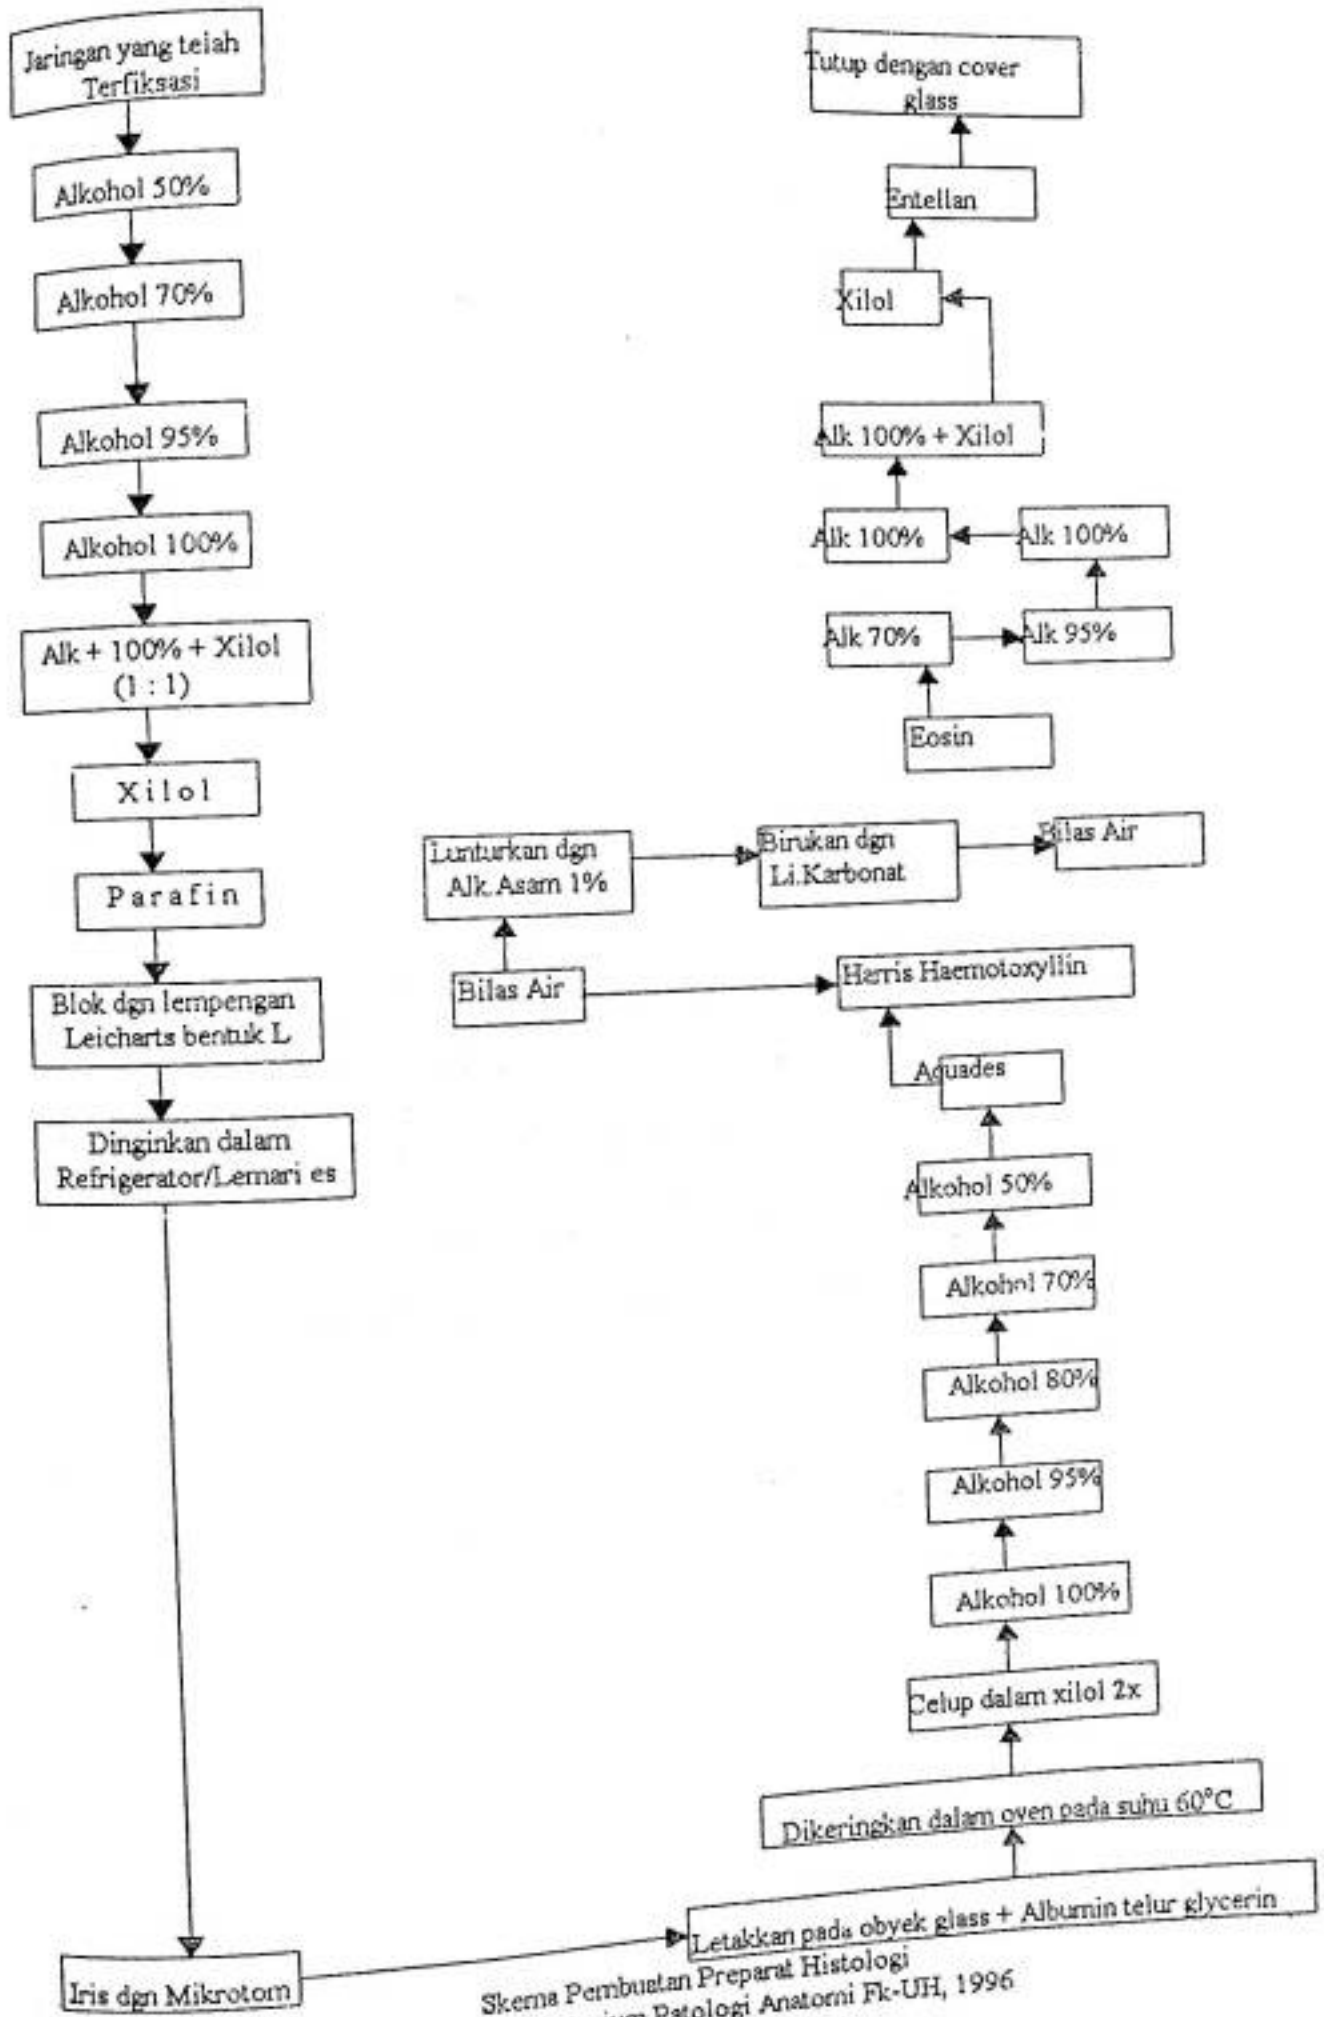 Jaringan yang telah
Terfiksasi
Alkohol 50%
Alkohol 70%
Alkohol 95%
Alkohol 100%
Alk + 100% + Xilol
(1 : 1)
Xilol
Parafin
Blok dgn lempengan
Leicharts bentuk L
Dinginkan dalam
Refrigerator/Lemari es
Iris dgn Mikrotom
Letakkan pada obyek glass + Albumin telur glycerin
Dikeringkan dalam oven pada suhu 60°C
Celup dalam xilol 2x
Alkohol 100%
Alkohol 95%
Alkohol 80%
Alkohol 70%
Alkohol 50%
Aquades
Harris Haemotoxyllin
Bilas Air
Lunturkan dgn
Alk.Asam 1%
Birukan dgn
Li.Karbonat
Bilas Air
Eosin
Alk 70%
Alk 95%
Alk 100%
Alk 100%
Alk 100% + Xilol
Xilol
Entellan
Tutup dengan cover
glass
Skema Pembuatan Preparat Histologi
Patologi Anatomi Fk-UH, 1996